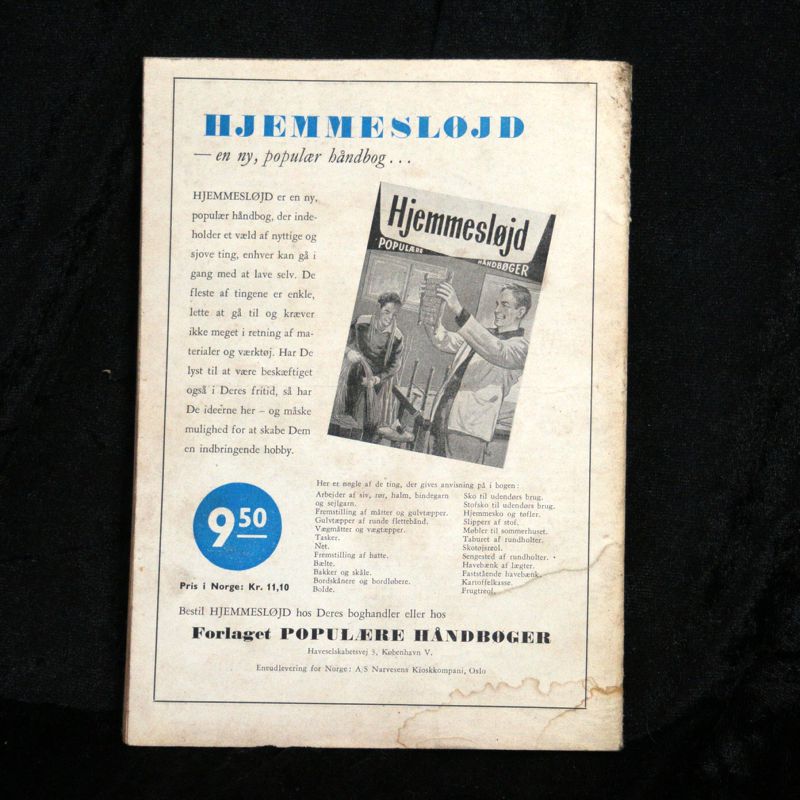 HJEMMESLØJD
— en ny, populær håndbog...
HJEMMESLØJD er en ny,
populær håndbog, der inde-
holder et væld af nyttige og
sjove ting, enhver kan gå i
gang med at lave selv. De
fleste af tingene er enkle,
lette at gå til og kræver
ikke meget i retning af ma-
terialer og værktøj. Har De
lyst til at være beskæftiget
også i Deres fritid, så har
De ideerne her – og måske
mulighed for at skabe Dem
en indbringende hobby.
Hjemmesløjd
POPULÆRE HÅNDBØGER
Her er nogle af de ting, der gives anvisning på i bogen:
Arbejder af siv, rør, halm, bindegarn
og sejlgarn.
Fremstilling af måtter og gulvtæpper.
Gulvtæpper af runde flettebånd.
Vægmåtter og vægtæpper.
Tasker.
Net.
Fremstilling af hatte.
Bælte.
Bakker og skåle.
Bordskånere og bordløbere.
Bolde.
Sko til udendørs brug.
Stofsko til udendørs brug.
Hjemmesko og tøfler.
Slippers af stof.
Møbler til sommerhuset.
Taburet af rundholter.
Skotøjsreol.
Sengested af rundholter.
Havebænk af lægter.
Faststående havebænk.
Kartoffelkasse.
Frugtreol.
9 50
Pris i Norge: Kr. 11,10
Bestil HJEMMESLØJD hos Deres boghandler eller hos
Forlaget POPULÆRE HÅNDBØGER
Haveselskabetsvej 3, København V.
Eneudlevering for Norge: A/S Narvesens Kioskkompani, Oslo